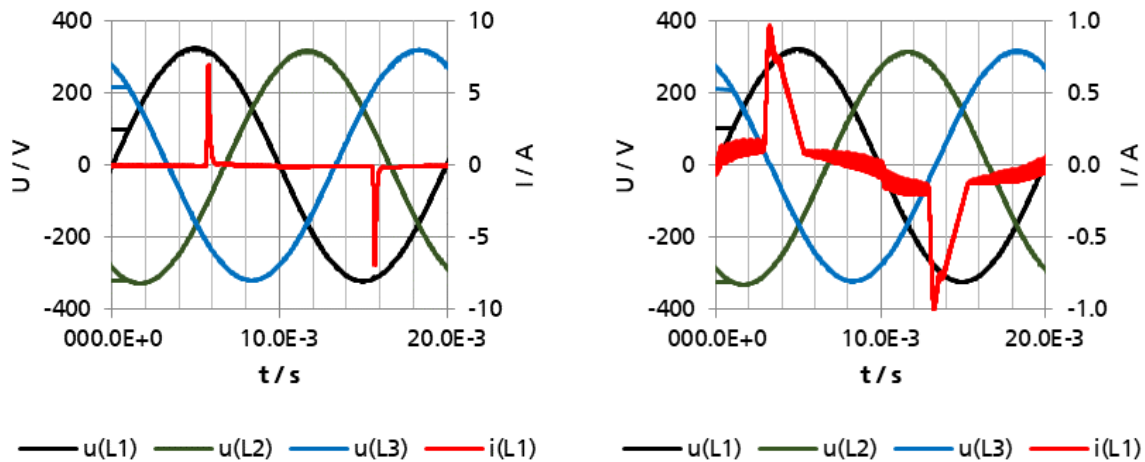 400
200
0
-200
-400
U / V
10
5
0
-5
-10
I / A
000.0E+0
10.0E-3
20.0E-3
t / s
u(L1)
u(L2)
u(L3)
i(L1)
400
200
0
-200
-400
U / V
1.0
0.5
0.0
-0.5
-1.0
I / A
000.0E+0
10.0E-3
20.0E-3
t / s
u(L1)
u(L2)
u(L3)
i(L1)